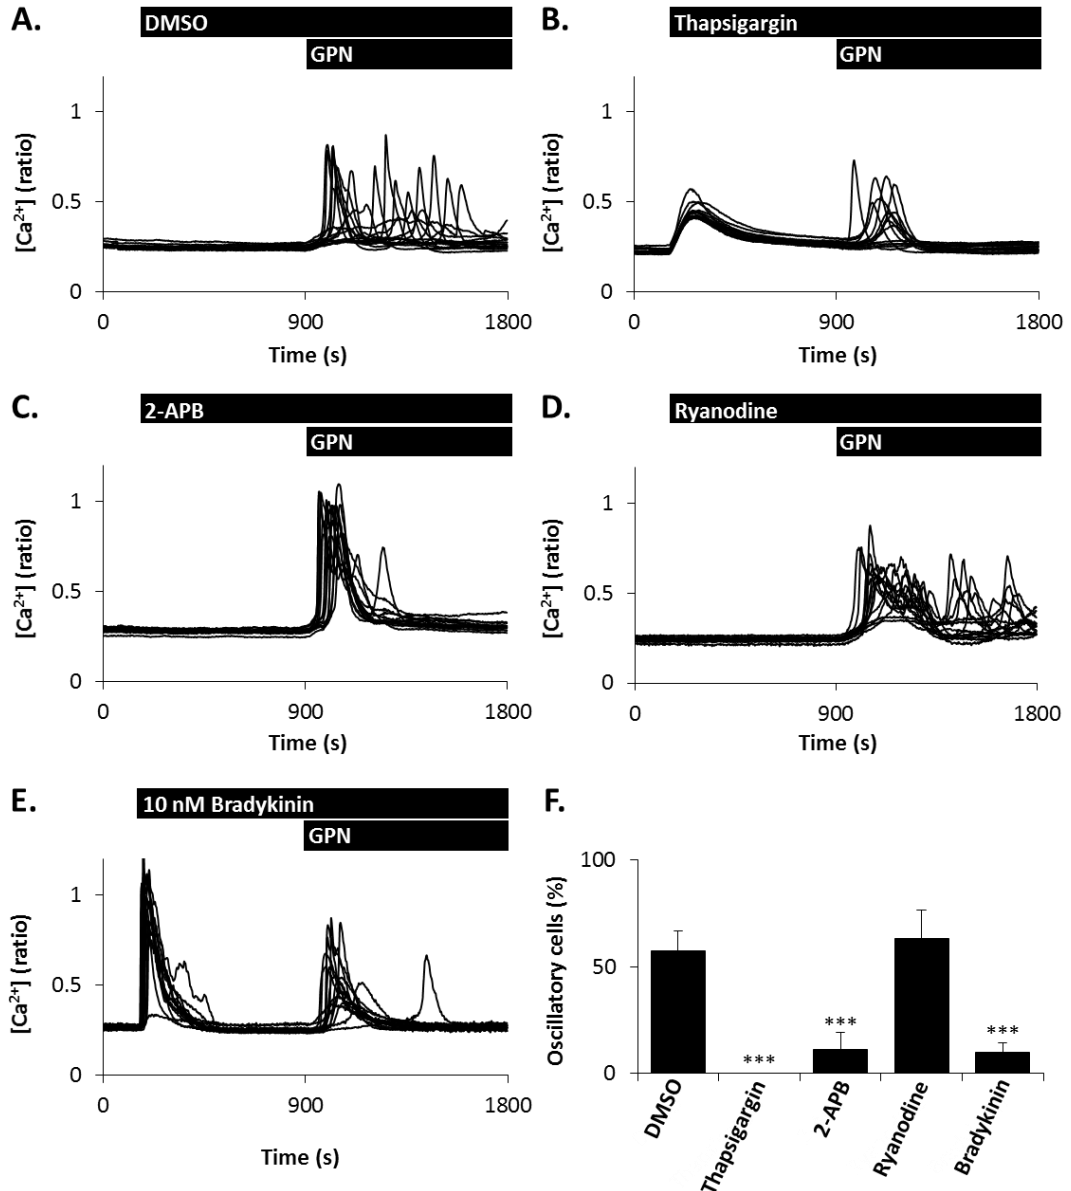 A.
DMSO
GPN
[Ca²⁺] (ratio)
1
0.5
0
0
900
1800
Time (s)
B.
Thapsigargin
GPN
[Ca²⁺] (ratio)
1
0.5
0
0
900
1800
Time (s)
C.
2-APB
GPN
[Ca²⁺] (ratio)
1
0.5
0
0
900
1800
Time (s)
D.
Ryanodine
GPN
[Ca²⁺] (ratio)
1
0.5
0
0
900
1800
Time (s)
E.
10 nM Bradykinin
GPN
[Ca²⁺] (ratio)
1
0.5
0
0
900
1800
Time (s)
F.
Oscillatory cells (%)
100
50
0
***
***
***
DMSO
Thapsigargin
2-APB
Ryanodine
Bradykinin